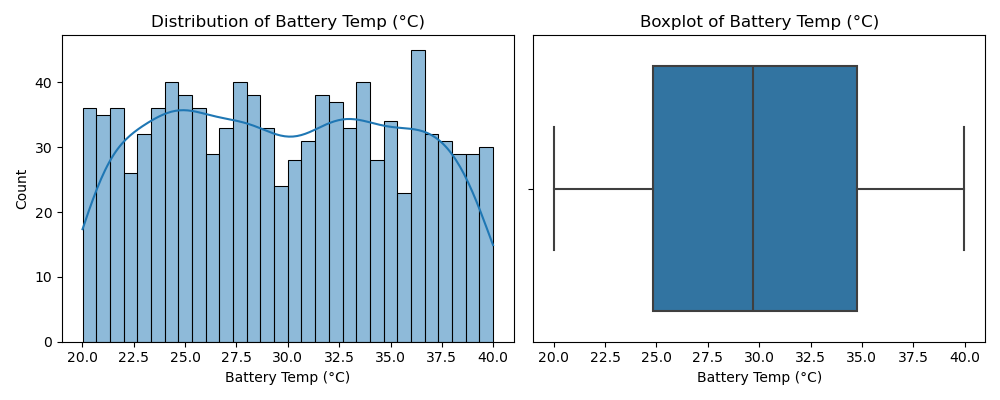 Distribution of Battery Temp (°C)
Count
40
30
20
10
0
20.0 22.5 25.0 27.5 30.0 32.5 35.0 37.5 40.0
Battery Temp (°C)
Boxplot of Battery Temp (°C)
20.0 22.5 25.0 27.5 30.0 32.5 35.0 37.5 40.0
Battery Temp (°C)